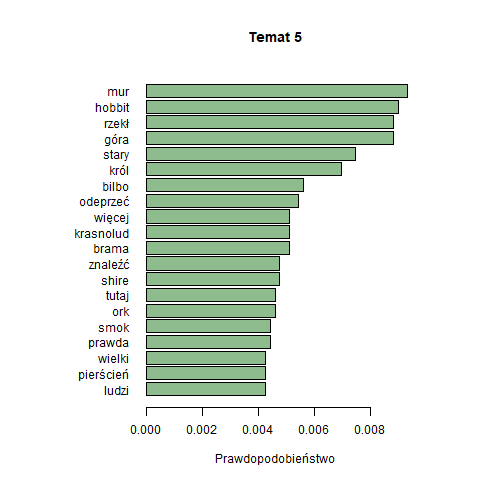 Temat 5
mur
hobbit
rzekł
góra
stary
król
bilbo
odeprzeć
więcej
krasnolud
brama
znaleźć
shire
tutaj
ork
smok
prawda
wielki
pierścień
ludzi
0.000 0.002 0.004 0.006 0.008
Prawdopodobieństwo